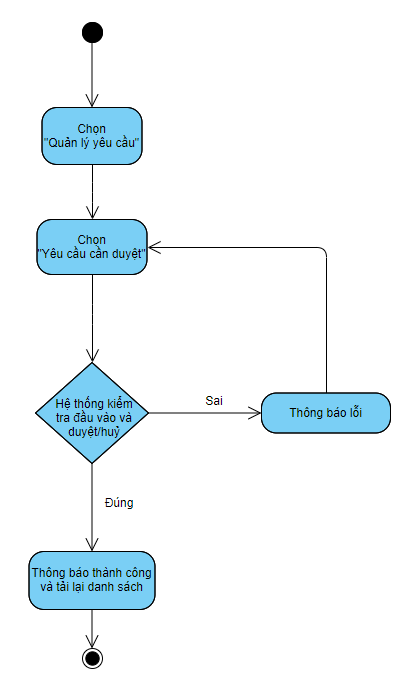 Chọn
"Quản lý yêu cầu"
Chọn
"Yêu cầu cần duyệt"
Hệ thống kiểm
tra đầu vào và
duyệt/huỷ
Sai
Thông báo lỗi
Đúng
Thông báo thành công
và tải lại danh sách